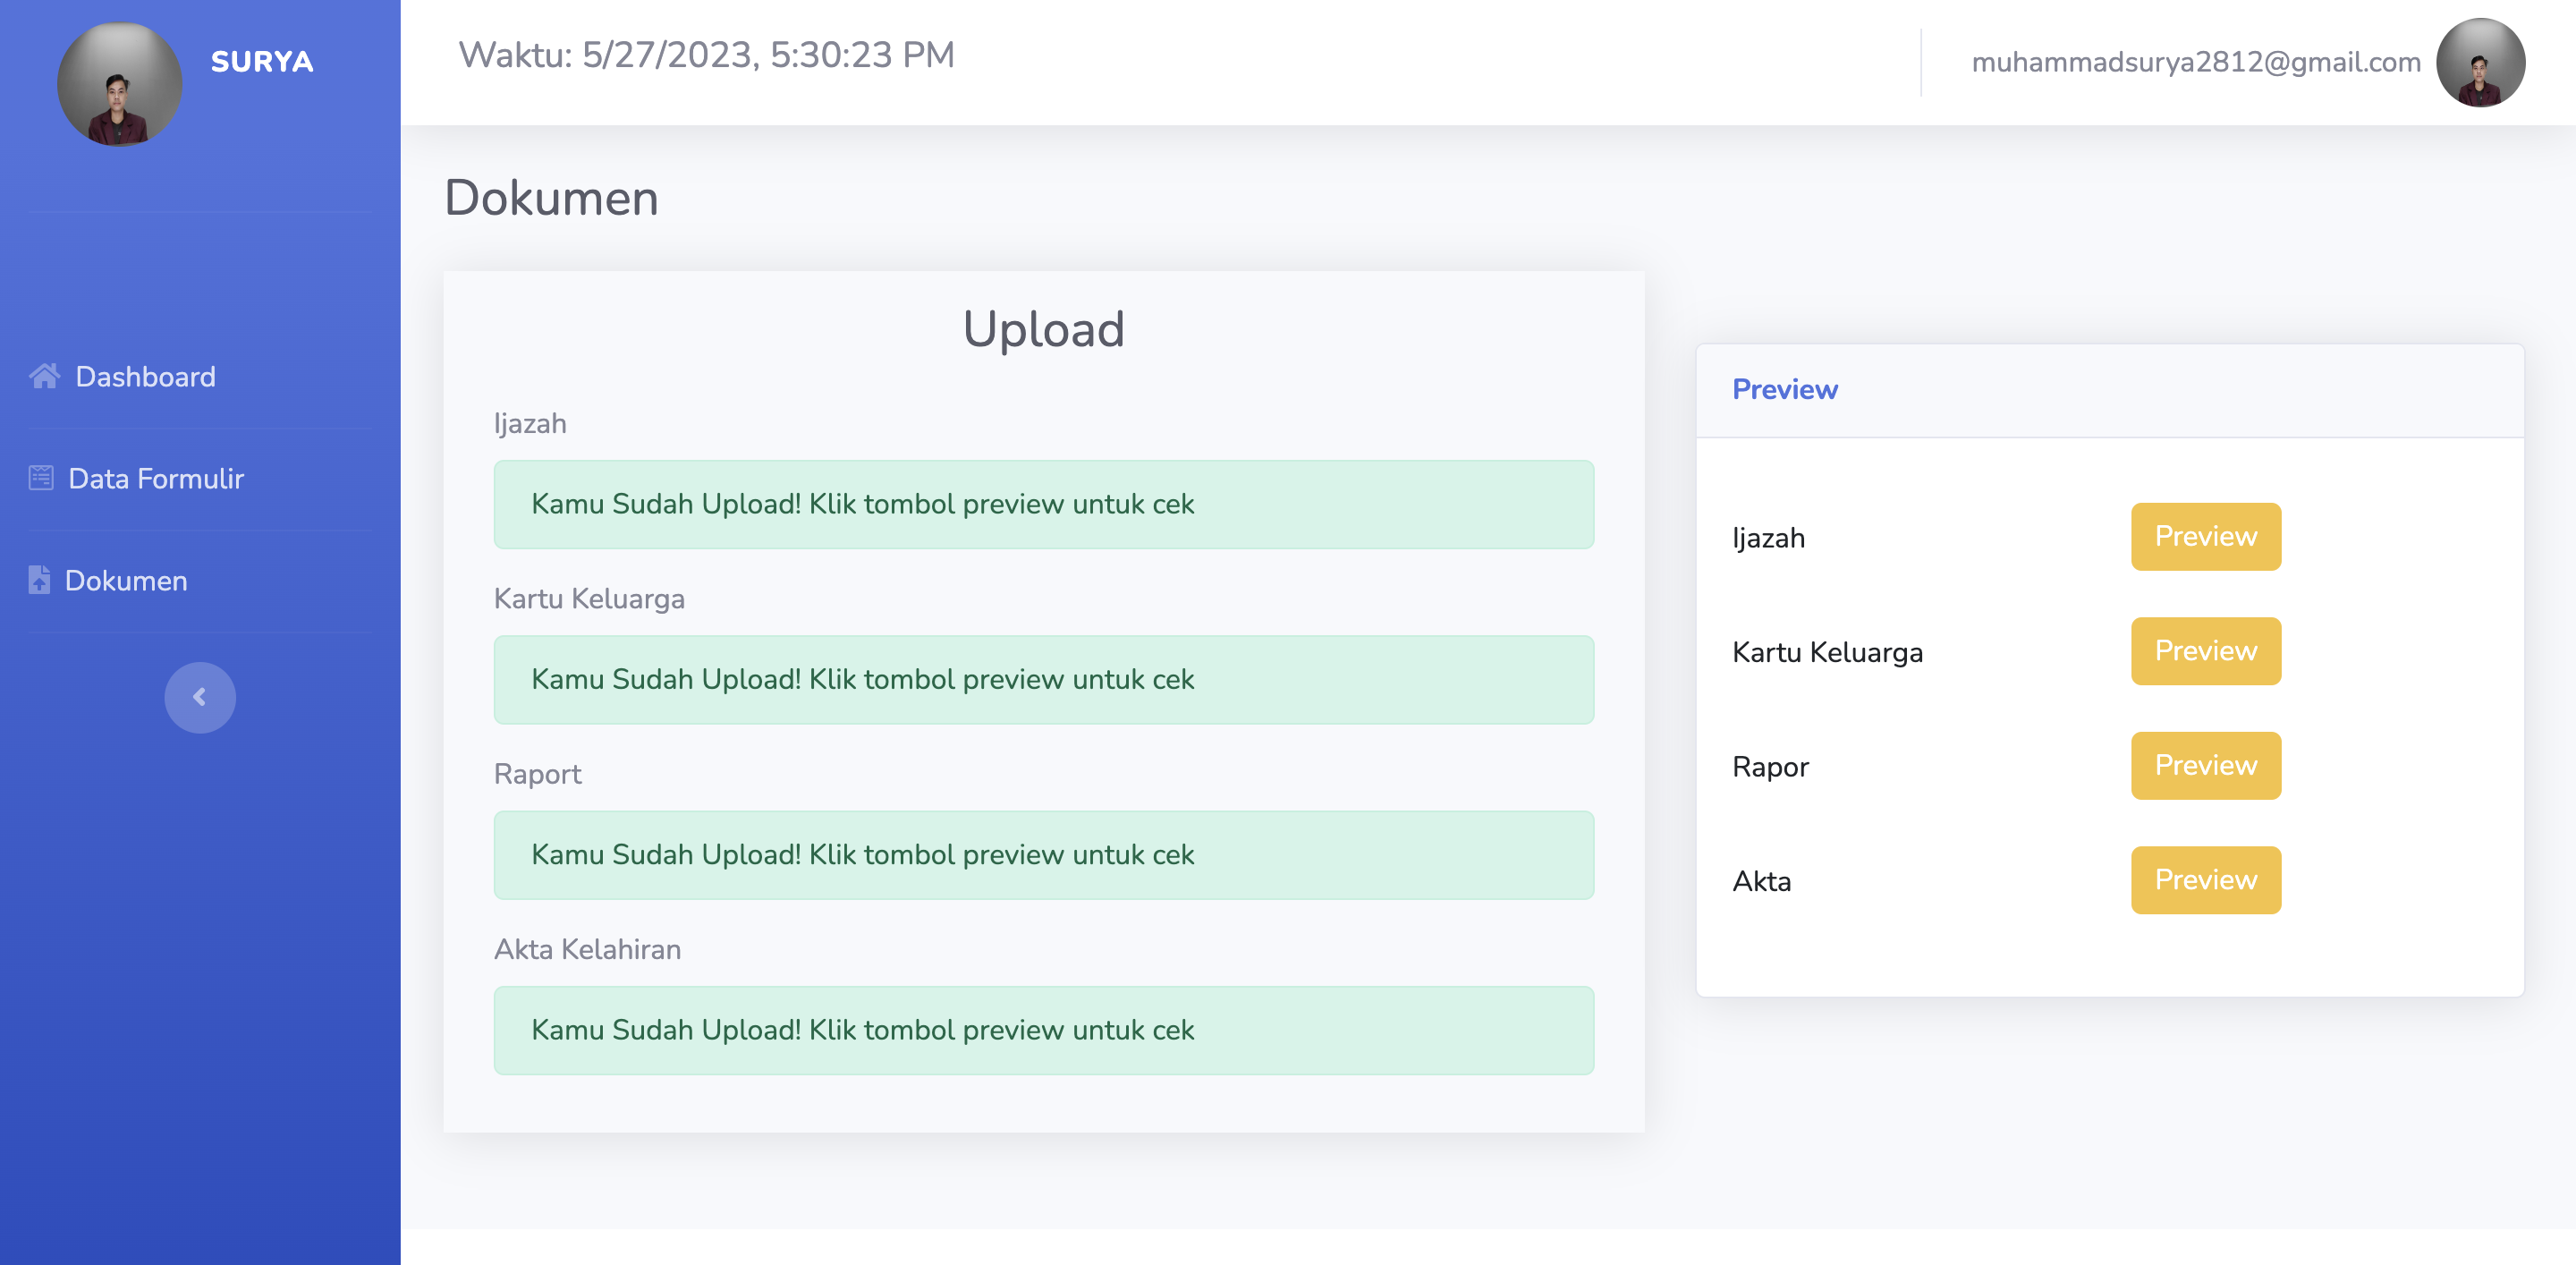 SURYA
Waktu: 5/27/2023, 5:30:23 PM
muhammadsurya2812@gmail.com
Dashboard
Data Formulir
Dokumen
Dokumen
Upload
Ijazah
Kamu Sudah Upload! Klik tombol preview untuk cek
Kartu Keluarga
Kamu Sudah Upload! Klik tombol preview untuk cek
Raport
Kamu Sudah Upload! Klik tombol preview untuk cek
Akta Kelahiran
Kamu Sudah Upload! Klik tombol preview untuk cek
Preview
Ijazah Preview
Kartu Keluarga Preview
Rapor Preview
Akta Preview